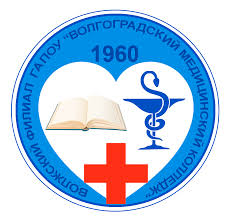 ВОЛЖСКИЙ ФИЛИАЛ ГАПОУ "ВОЛГОГРАДСКИЙ МЕДИЦИНСКИЙ КОЛЛЕДЖ"
1960